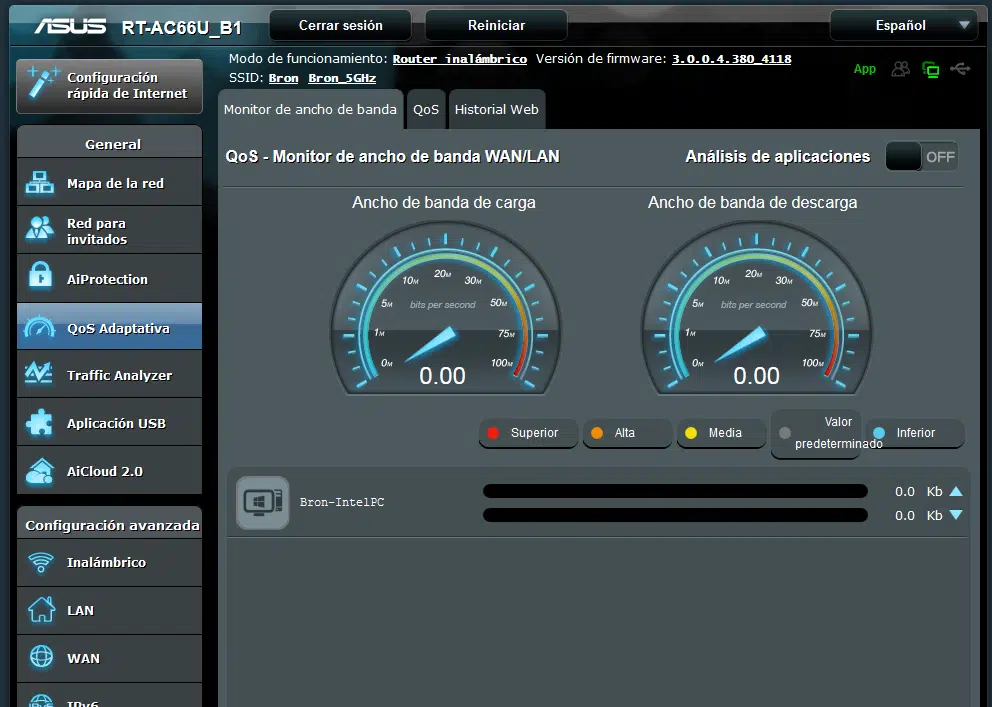 ASUS RT-AC66U_B1
Cerrar sesión
Reiniciar
Español
Modo de funcionamiento: Router inalámbrico Versión de firmware: 3.0.0.4.380_4118
SSID: Bron Bron_5GHz
App
Configuración
rápida de Internet
General
Mapa de la red
Red para
invitados
AiProtection
QoS Adaptativa
Traffic Analyzer
Aplicación USB
AiCloud 2.0
Configuración avanzada
Inalámbrico
LAN
WAN
IPv6
Monitor de ancho de banda
QoS
Historial Web
QoS - Monitor de ancho de banda WAN/LAN
Análisis de aplicaciones
OFF
Ancho de banda de carga
0M 1M 5M 10M 20M 30M 50M 75M 100M
bits per second
0.00
Ancho de banda de descarga
0M 1M 5M 10M 20M 30M 50M 75M 100M
bits per second
0.00
Superior
Alta
Media
Valor
predeterminado
Inferior
Bron-IntelPC
0.0 Kb
0.0 Kb